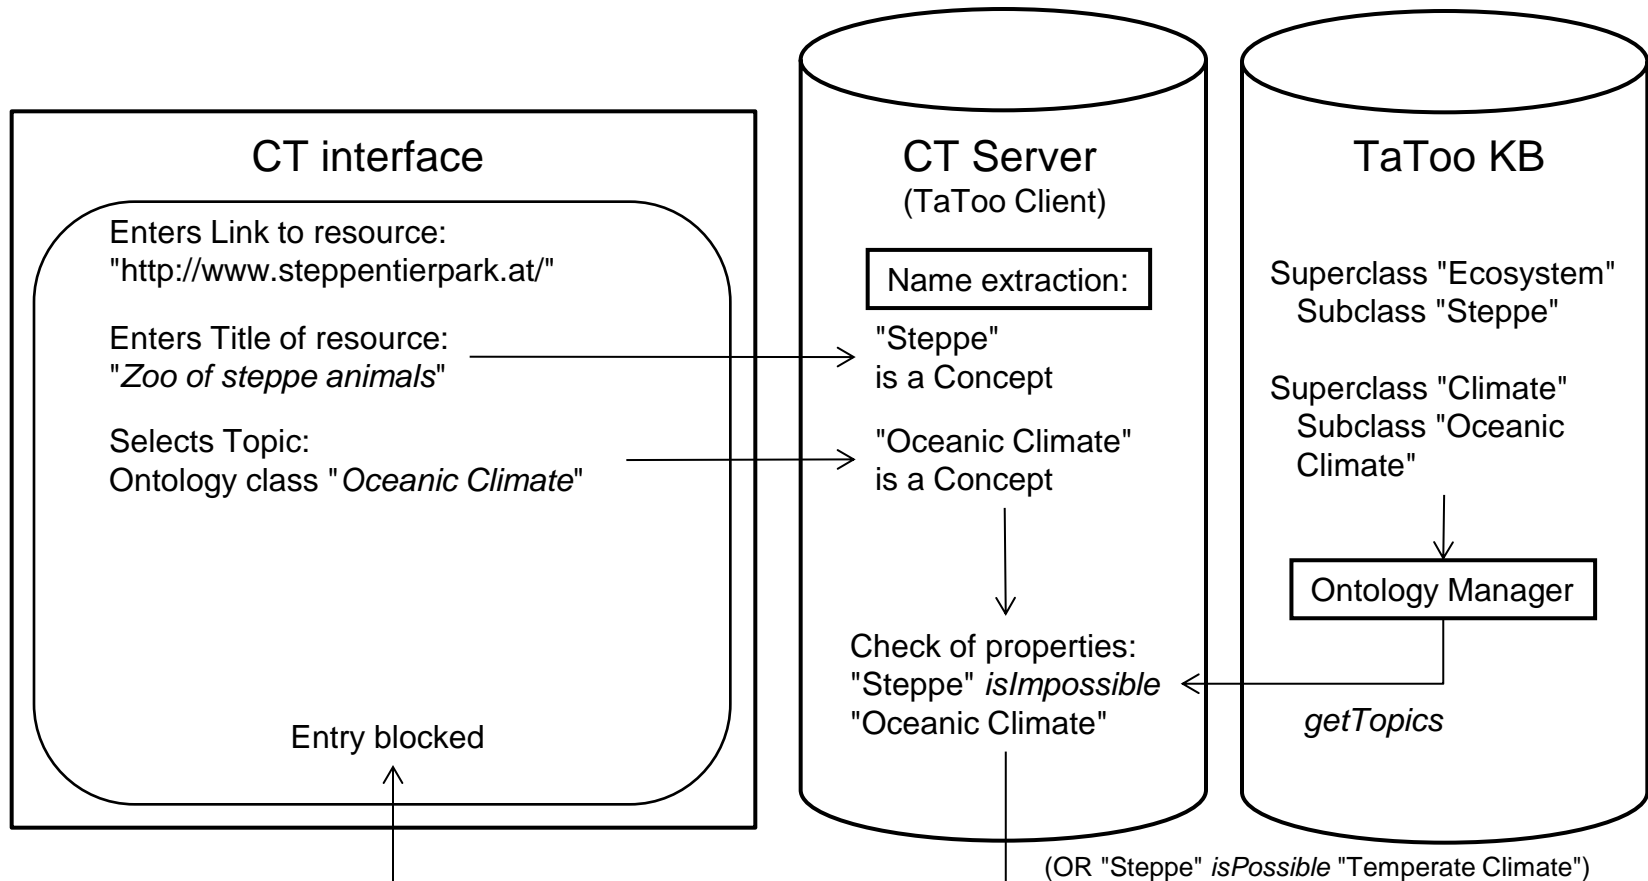 CT interface
Enters Link to resource:
"http://www.steppentierpark.at/"
Enters Title of resource:
"Zoo of steppe animals"
Selects Topic:
Ontology class "Oceanic Climate"
Entry blocked
CT Server
(TaToo Client)
Name extraction:
"Steppe"
is a Concept
"Oceanic Climate"
is a Concept
Check of properties:
"Steppe" isImpossible
"Oceanic Climate"
TaToo KB
Superclass "Ecosystem"
Subclass "Steppe"
Superclass "Climate"
Subclass "Oceanic
Climate"
Ontology Manager
getTopics
(OR "Steppe" isPossible "Temperate Climate")